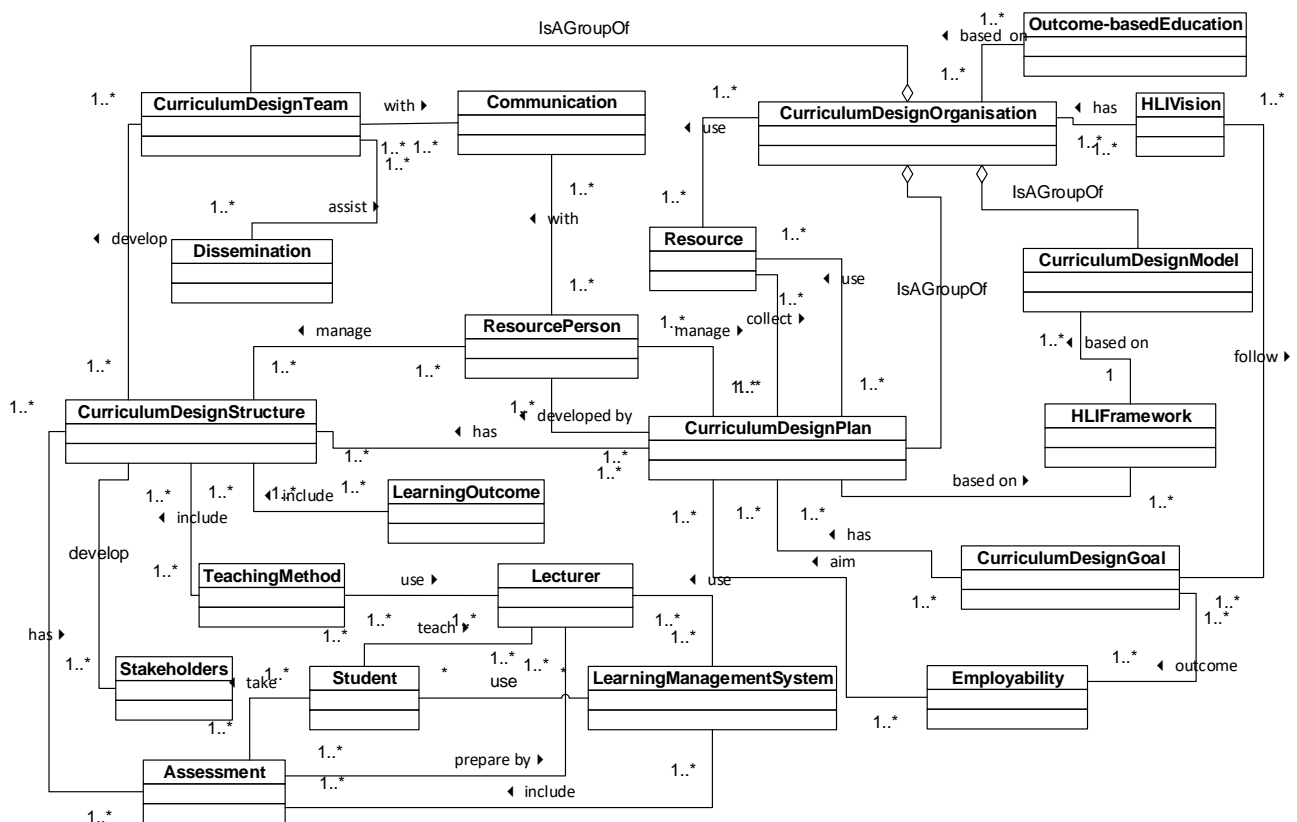 1..* Outcome-basedEducation
IsAGroupOf
◄ based on
1..*
1..* CurriculumDesignTeam
with ►
Communication
1..*
CurriculumDesignOrganisation
◄ has
HLIVision
1..*
◄ use
1..* 1..*
1..*
1..*
1..*
1..*
IsAGroupOf
1..*
assist ►
◄ with
1..*
◄ develop
Dissemination
Resource
1..*
CurriculumDesignModel
◄ use
IsAGroupOf
1..*
1..*
ResourcePerson
◄ manage
1..*
manage ►
collect ►
1..*
◄ based on
follow ►
1..*
1..*
1..*
1..*
1
1..*
CurriculumDesignStructure
1..*
◄ developed by
HLIFramework
◄ has
CurriculumDesignPlan
1..*
1..*
1..*
based on ►
1..*
1..*
1..*
1..*
◄ include
1..*
LearningOutcome
◄ include
1..*
1..*
1..*
◄ has
develop
◄ aim
CurriculumDesignGoal
1..*
TeachingMethod
use ►
Lecturer
◄ use
1..*
1..*
1..*
1..*
1..*
1..*
1..*
has ►
teach ►
1..*
1..*
1..*
1..*
*
*
1..*
◄ outcome
Stakeholders
◄ take
1..*
Student
use
LearningManagementSystem
Employability
1..*
1..*
1..*
prepare by ►
Assessment
1..*
1..*
◄ include
1..*